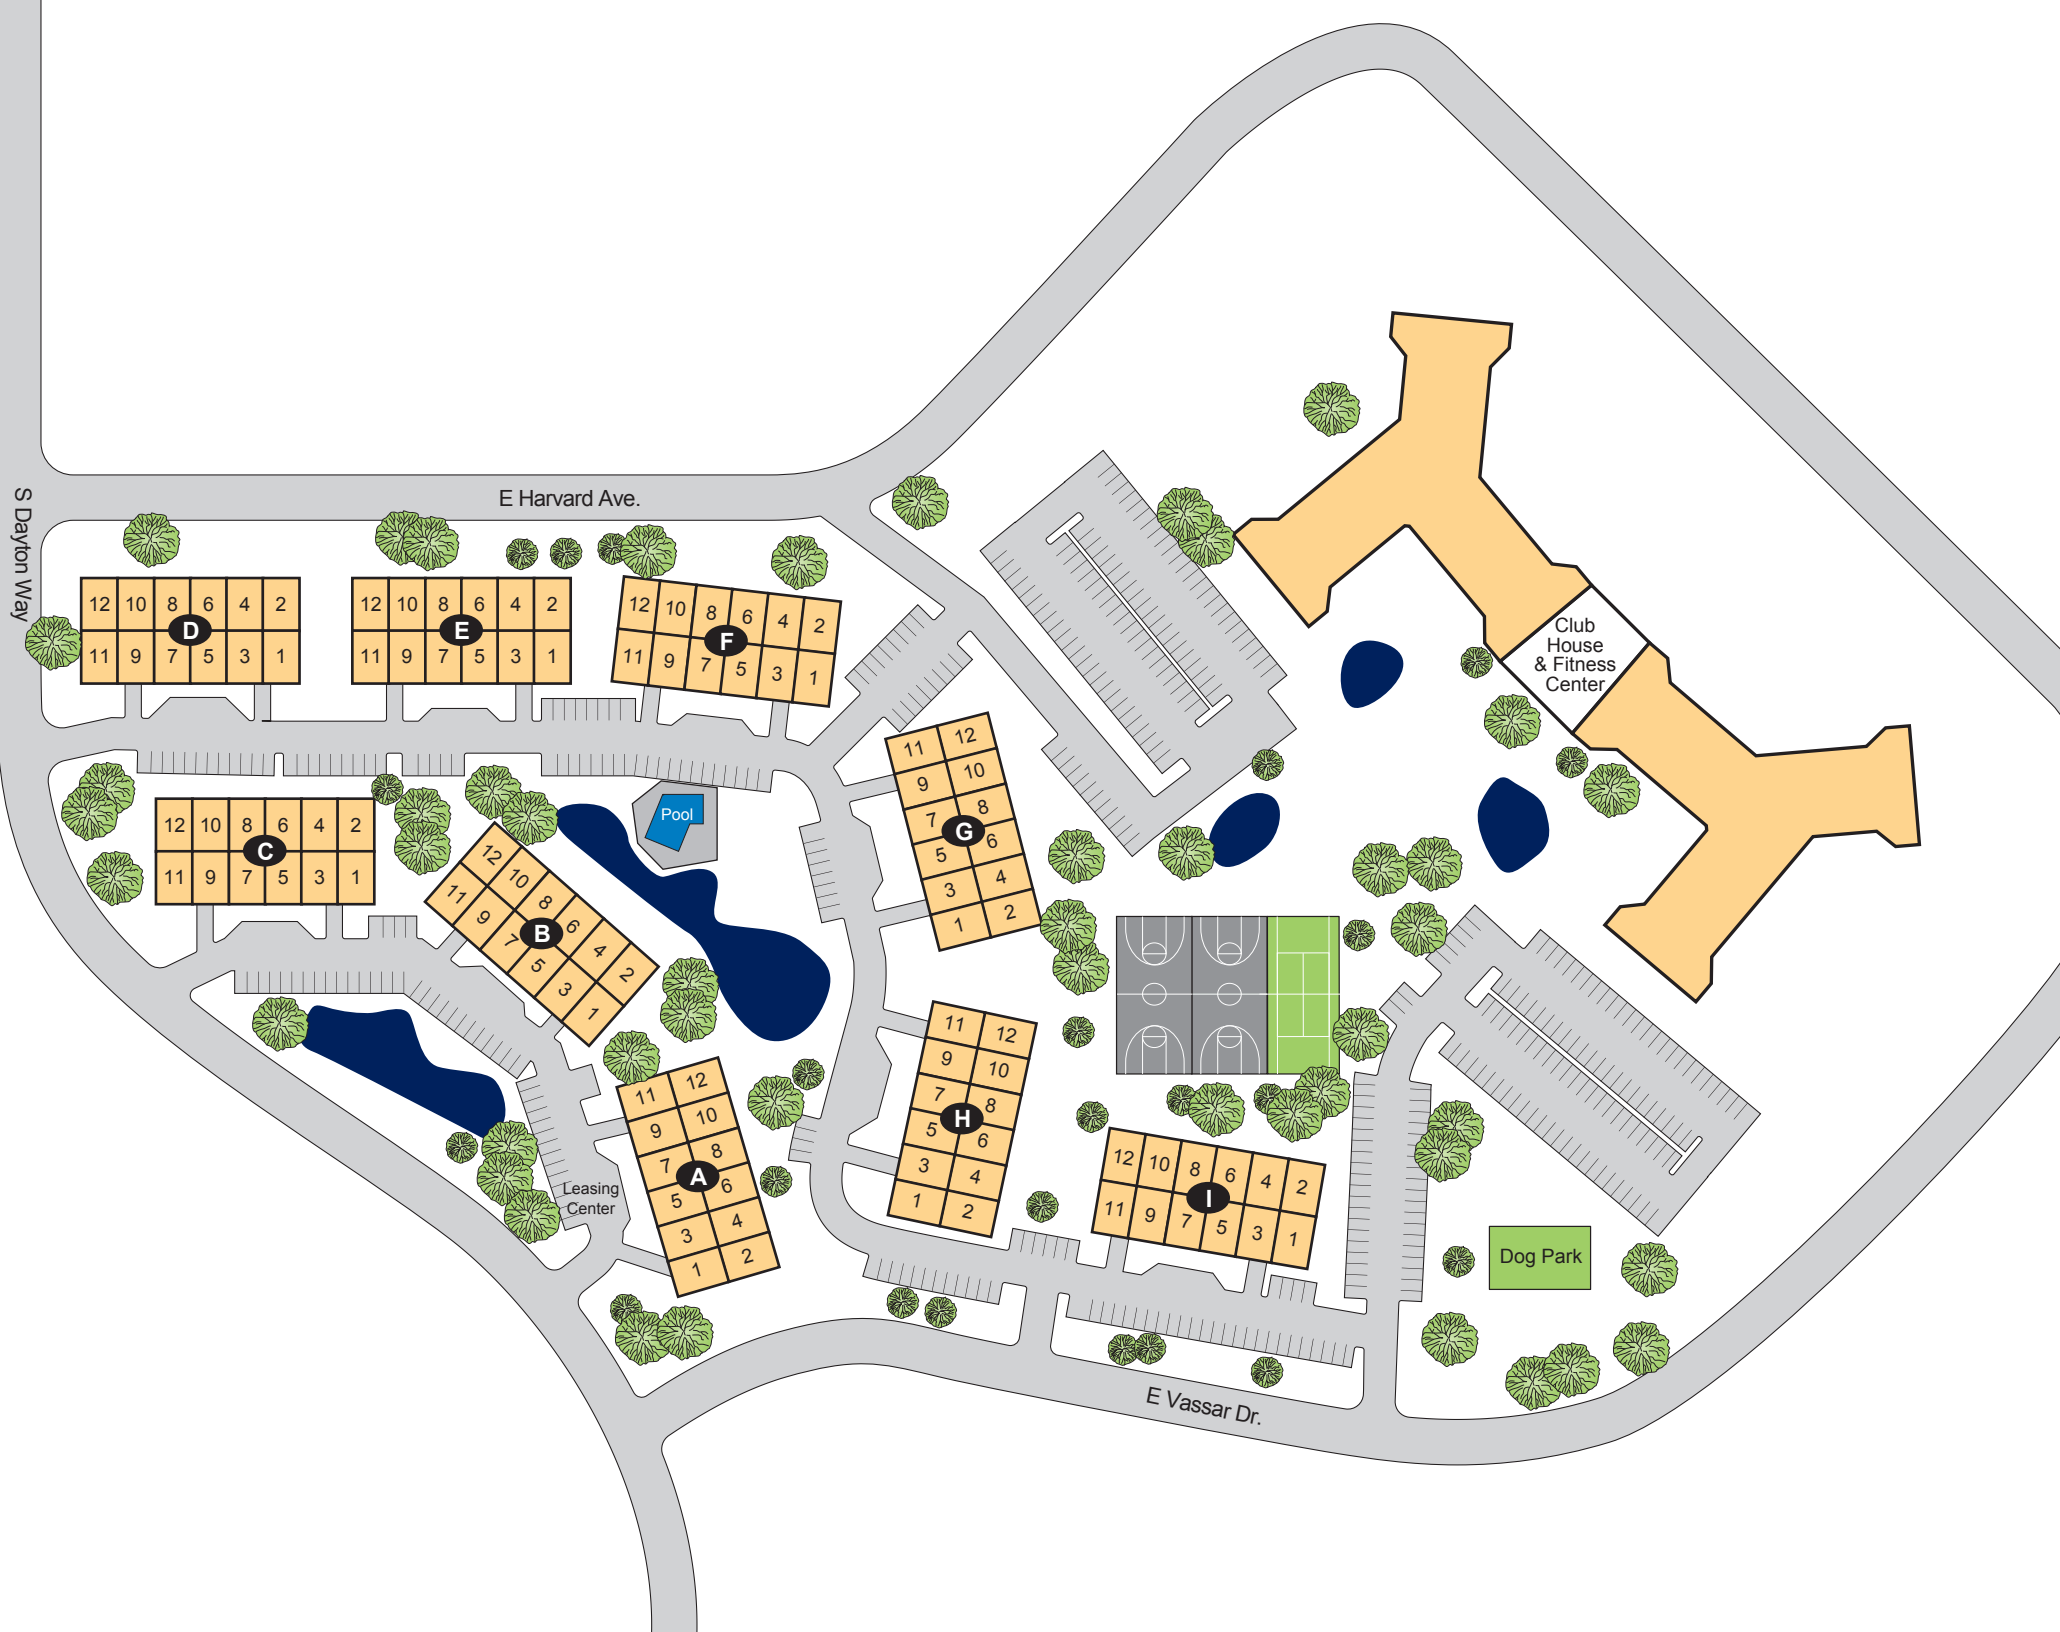 E Harvard Ave.
S Dayton Way
12 10 8 6 4 2
D
11 9 7 5 3 1
12 10 8 6 4 2
E
11 9 7 5 3 1
12 10 8 6 4 2
F
11 9 7 5 3 1
Club
House
& Fitness
Center
12 10 8 6 4 2
C
11 9 7 5 3 1
Pool
12 10 8 6 4 2
B
11 9 7 5 3 1
11 12
9 10
7 8
G
5 6
3 4
1 2
11 12
9 10
7 8
H
5 6
3 4
1 2
11 12
9 10
7 8
A
5 6
3 4
1 2
Leasing
Center
12 10 8 6 4 2
I
11 9 7 5 3 1
Dog Park
E Vassar Dr.